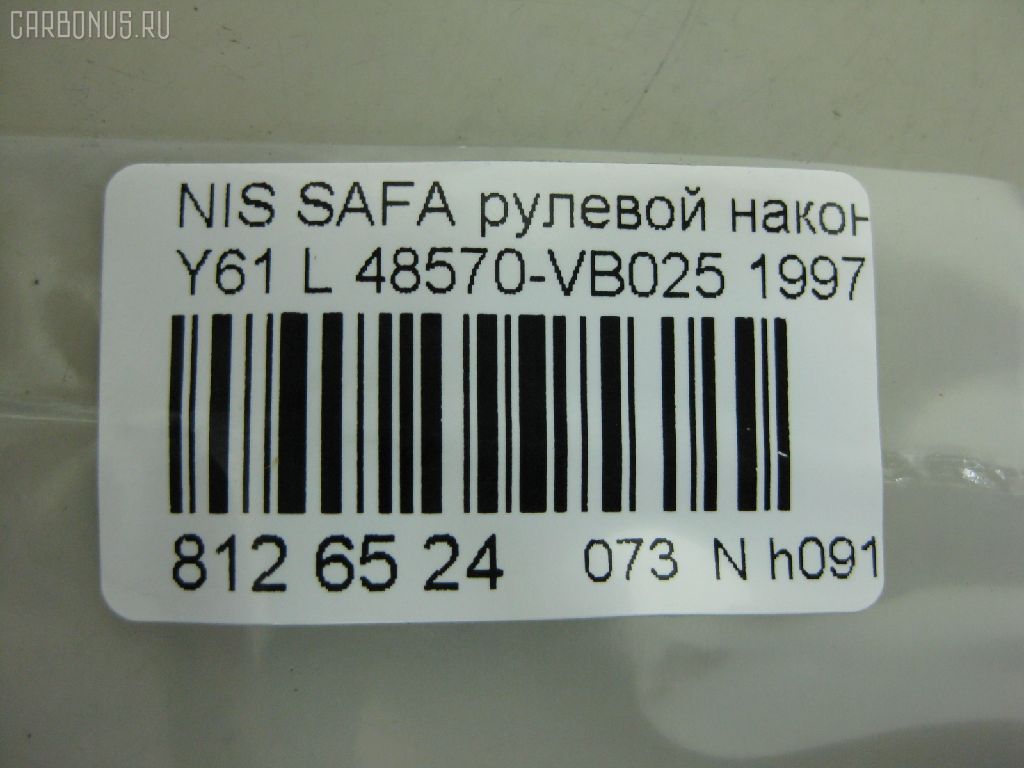 CARBONUS.RU
NIS SAFA рулевой након
Y61 L 48570-VB025 1997
812 65 24 073 N h091